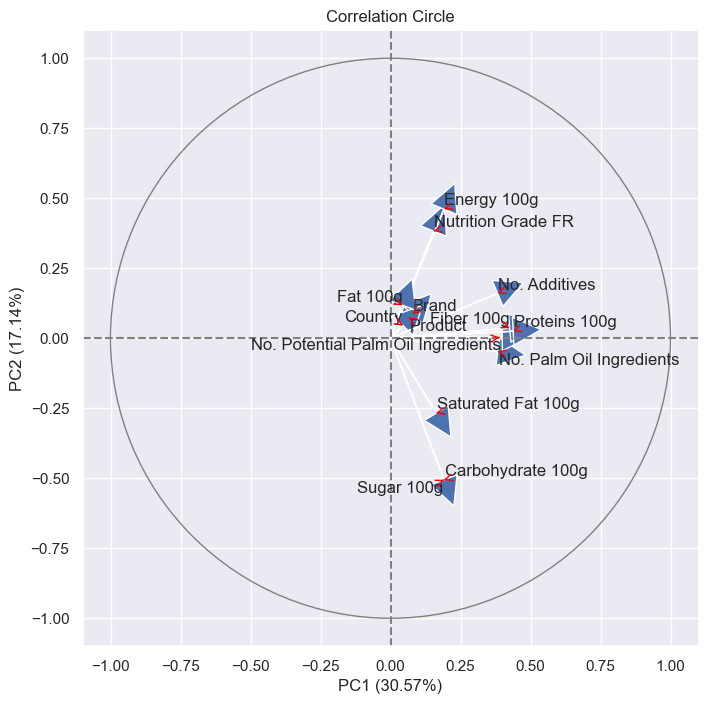 Correlation Circle
1.00
0.75
0.50
0.25
0.00
−0.25
−0.50
−0.75
−1.00
PC2 (17.14%)
Energy 100g
Nutrition Grade FR
No. Additives
Fat 100g
Brand
Country
Fiber 100g
Proteins 100g
Product
No. Potential Palm Oil Ingredients
No. Palm Oil Ingredients
Saturated Fat 100g
Carbohydrate 100g
Sugar 100g
−1.00 −0.75 −0.50 −0.25 0.00 0.25 0.50 0.75 1.00
PC1 (30.57%)